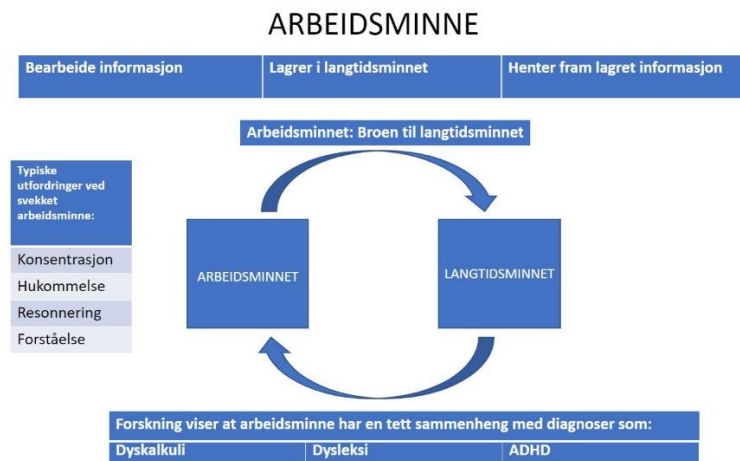 ARBEIDSMINNE
Bearbeide informasjon
Lagrer i langtidsminnet
Henter fram lagret informasjon
Arbeidsminnet: Broen til langtidsminnet
Typiske
utfordringer ved
svekket
arbeidsminne:
Konsentrasjon
Hukommelse
Resonnering
Forståelse
ARBEIDSMINNET
LANGTIDSMINNET
Forskning viser at arbeidsminne har en tett sammenheng med diagnoser som:
Dyskalkuli
Dysleksi
ADHD